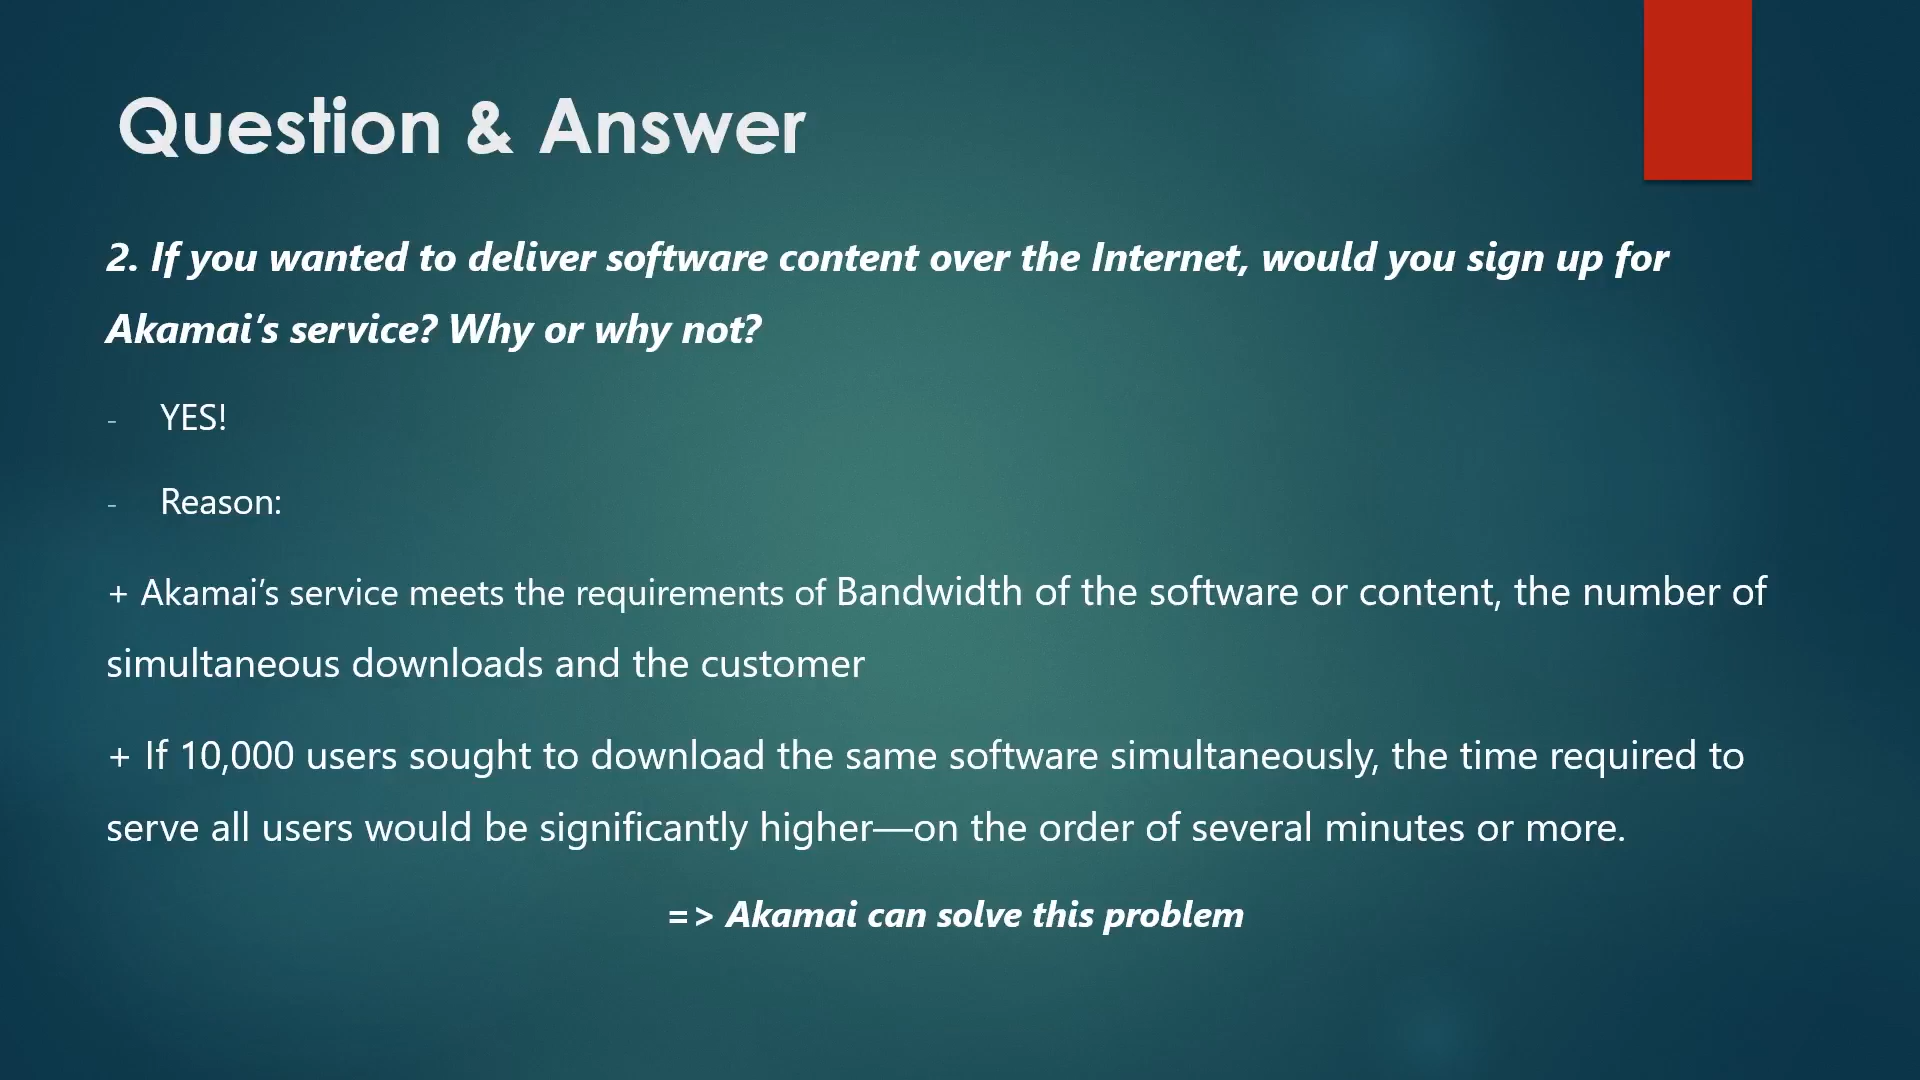 Question & Answer
2. If you wanted to deliver software content over the Internet, would you sign up for
Akamai’s service? Why or why not?
- YES!
- Reason:
+ Akamai’s service meets the requirements of Bandwidth of the software or content, the number of
simultaneous downloads and the customer
+ If 10,000 users sought to download the same software simultaneously, the time required to
serve all users would be significantly higher—on the order of several minutes or more.
=> Akamai can solve this problem